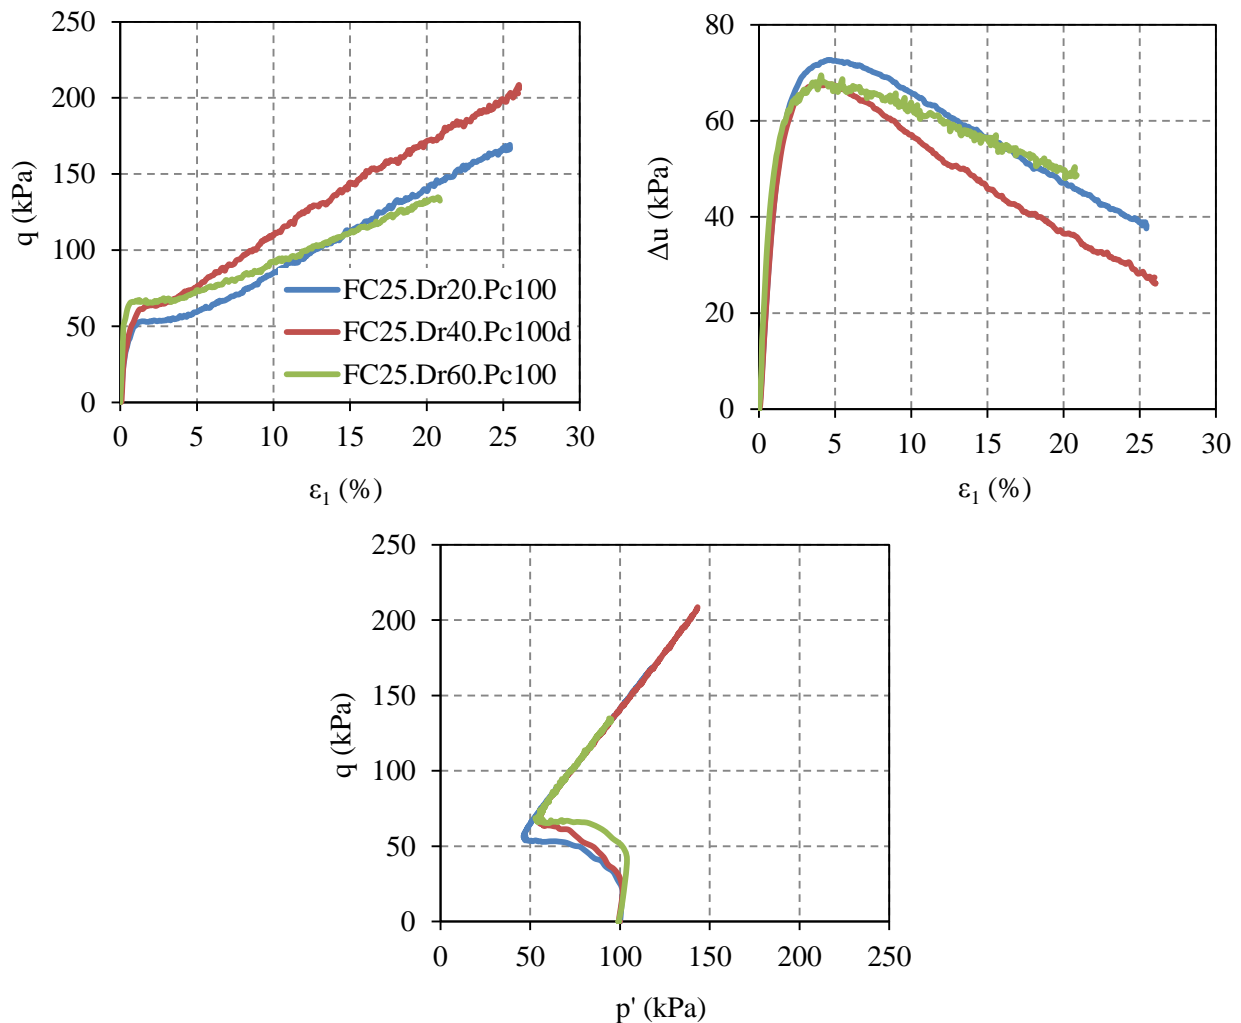 250
200
150
100
50
0
q (kPa)
0 5 10 15 20 25 30
ε1 (%)
FC25.Dr20.Pc100
FC25.Dr40.Pc100d
FC25.Dr60.Pc100
80
60
40
20
0
Δu (kPa)
0 5 10 15 20 25 30
ε1 (%)
250
200
150
100
50
0
q (kPa)
0 50 100 150 200 250
p' (kPa)